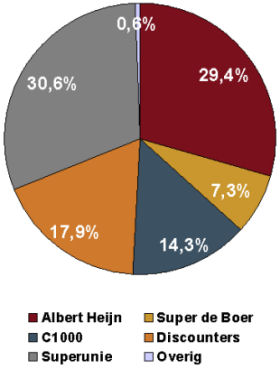 0,6%
30,6%
29,4%
7,3%
17,9%
14,3%
Albert Heijn Super de Boer
C1000 Discounters
Superunie Overig